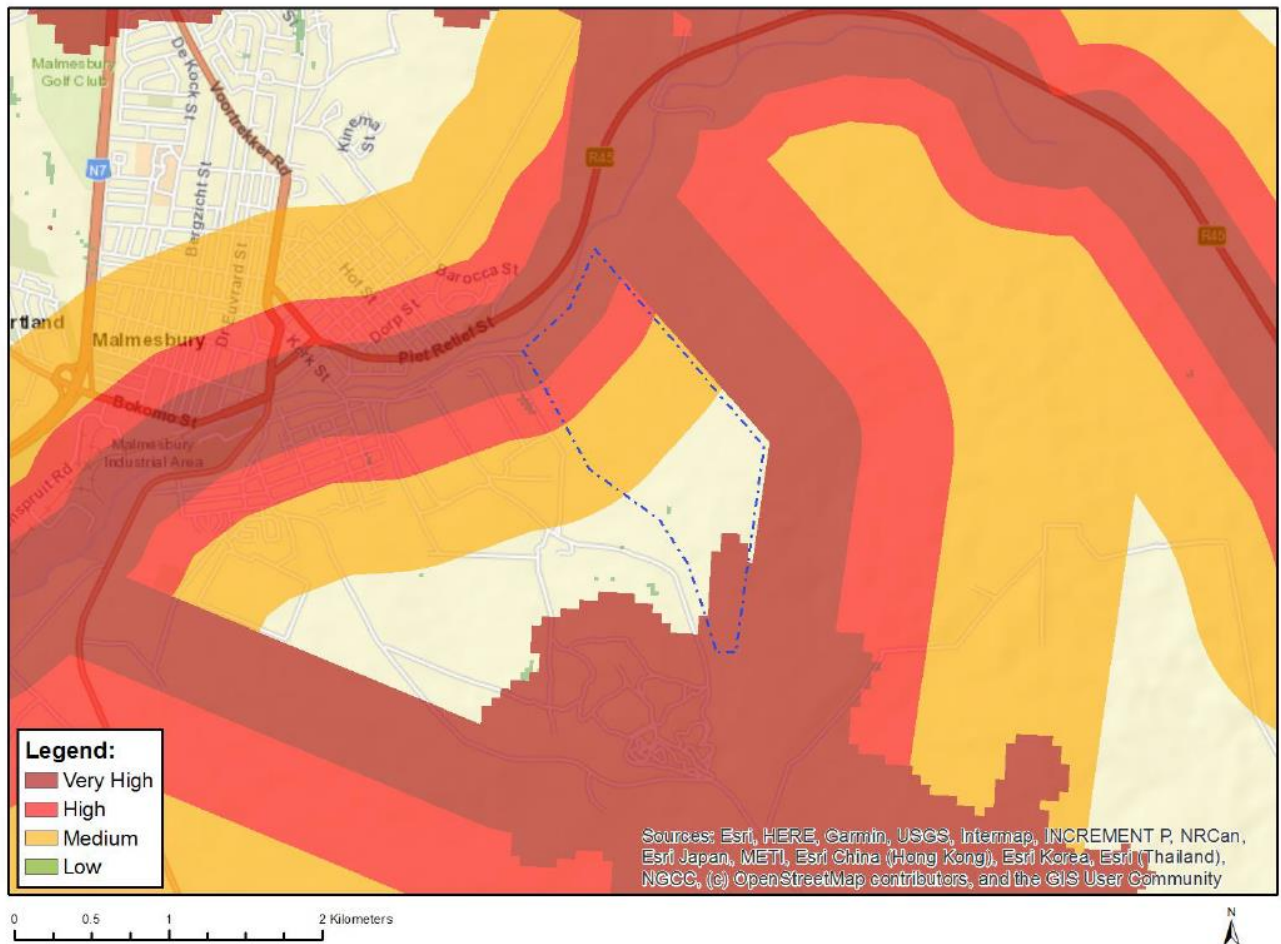 Malmesbury
Golf Club
De Kock St
St
Voortrekker Rd
Kinema
St
N7
R45
R45
Bergzicht St
Dr Euvrard St
Hof St
Barocca St
Dorp St
Piet Retief St
rtland
Malmesbury
Kerk St
Bokomo St
Malmesbury
Industrial Area
nspruit Rd
Legend:
Very High
High
Medium
Low
Sources: Esri, HERE, Garmin, USGS, Intermap, INCREMENT P, NRCan,
Esri Japan, METI, Esri China (Hong Kong), Esri Korea, Esri (Thailand),
NGCC, (c) OpenStreetMap contributors, and the GIS User Community
0 0.5 1 2 Kilometers
N